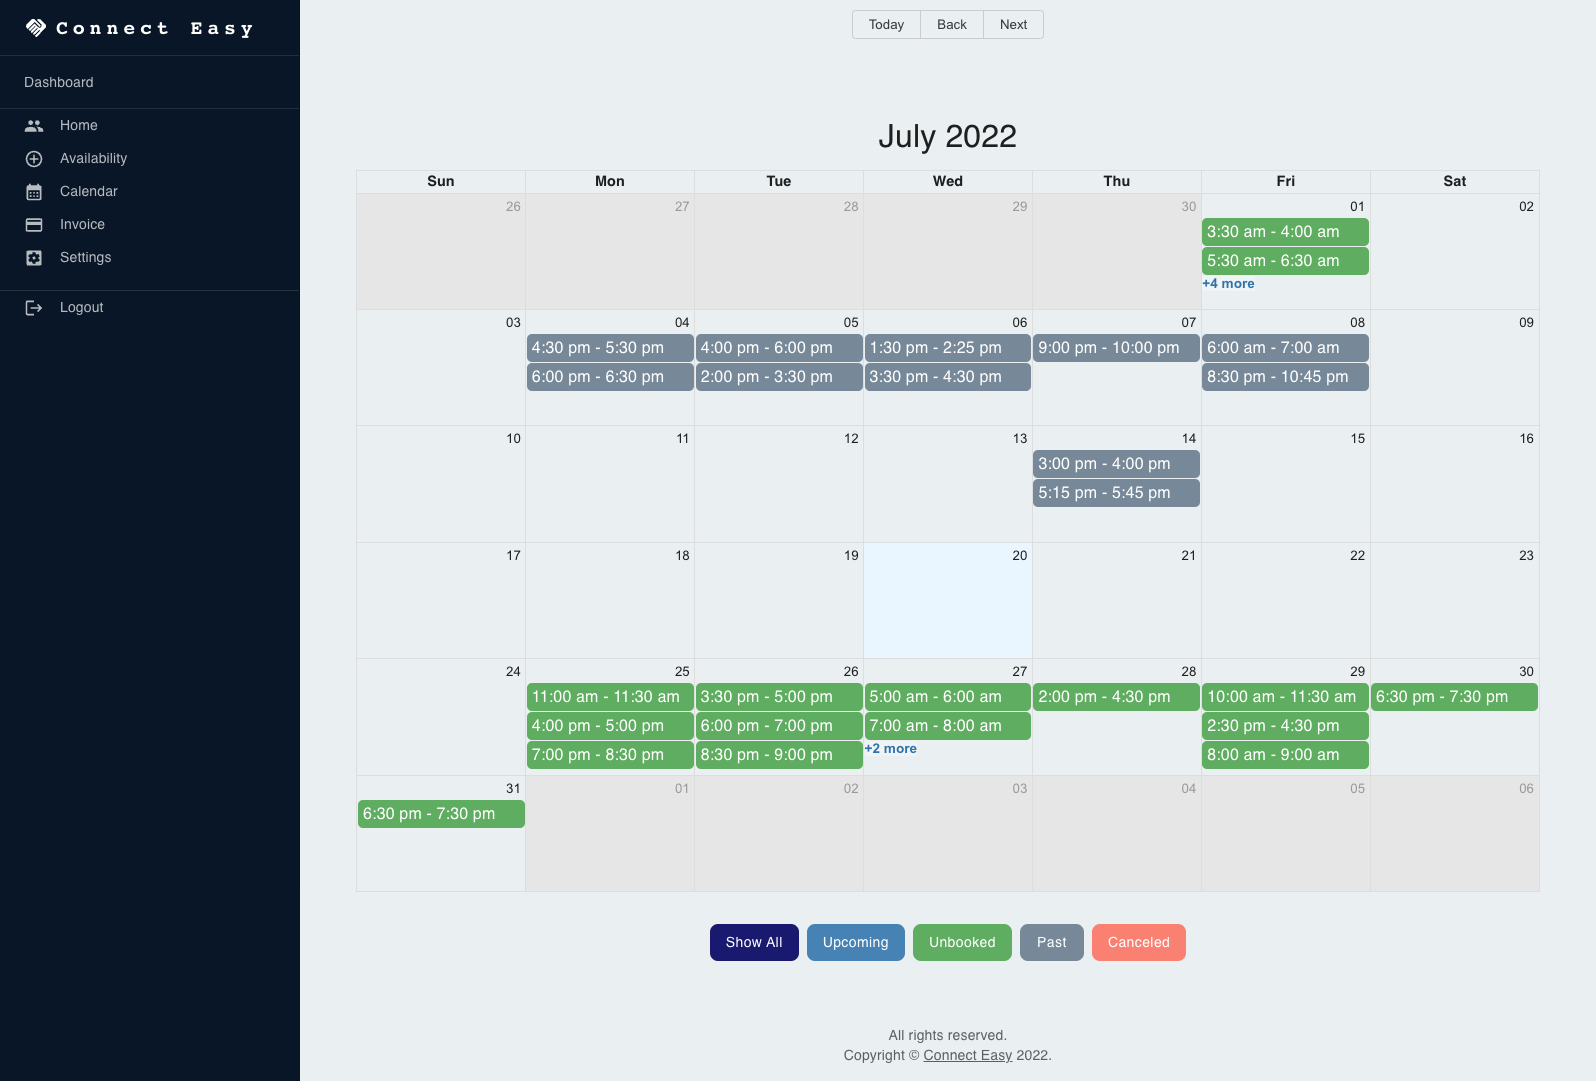 Connect Easy
Dashboard
Home
Availability
Calendar
Invoice
Settings
Logout
Today Back Next
July 2022
Sun Mon Tue Wed Thu Fri Sat
26 27 28 29 30 01 02
3:30 am - 4:00 am
5:30 am - 6:30 am
+4 more
03 04 05 06 07 08 09
4:30 pm - 5:30 pm 4:00 pm - 6:00 pm 1:30 pm - 2:25 pm 9:00 pm - 10:00 pm 6:00 am - 7:00 am
6:00 pm - 6:30 pm 2:00 pm - 3:30 pm 3:30 pm - 4:30 pm 8:30 pm - 10:45 pm
10 11 12 13 14 15 16
3:00 pm - 4:00 pm
5:15 pm - 5:45 pm
17 18 19 20 21 22 23
24 25 26 27 28 29 30
11:00 am - 11:30 am 3:30 pm - 5:00 pm 5:00 am - 6:00 am 2:00 pm - 4:30 pm 10:00 am - 11:30 am 6:30 pm - 7:30 pm
4:00 pm - 5:00 pm 6:00 pm - 7:00 pm 7:00 am - 8:00 am 2:30 pm - 4:30 pm
7:00 pm - 8:30 pm 8:30 pm - 9:00 pm +2 more 8:00 am - 9:00 am
31 01 02 03 04 05 06
6:30 pm - 7:30 pm
Show All Upcoming Unbooked Past Canceled
All rights reserved.
Copyright © Connect Easy 2022.